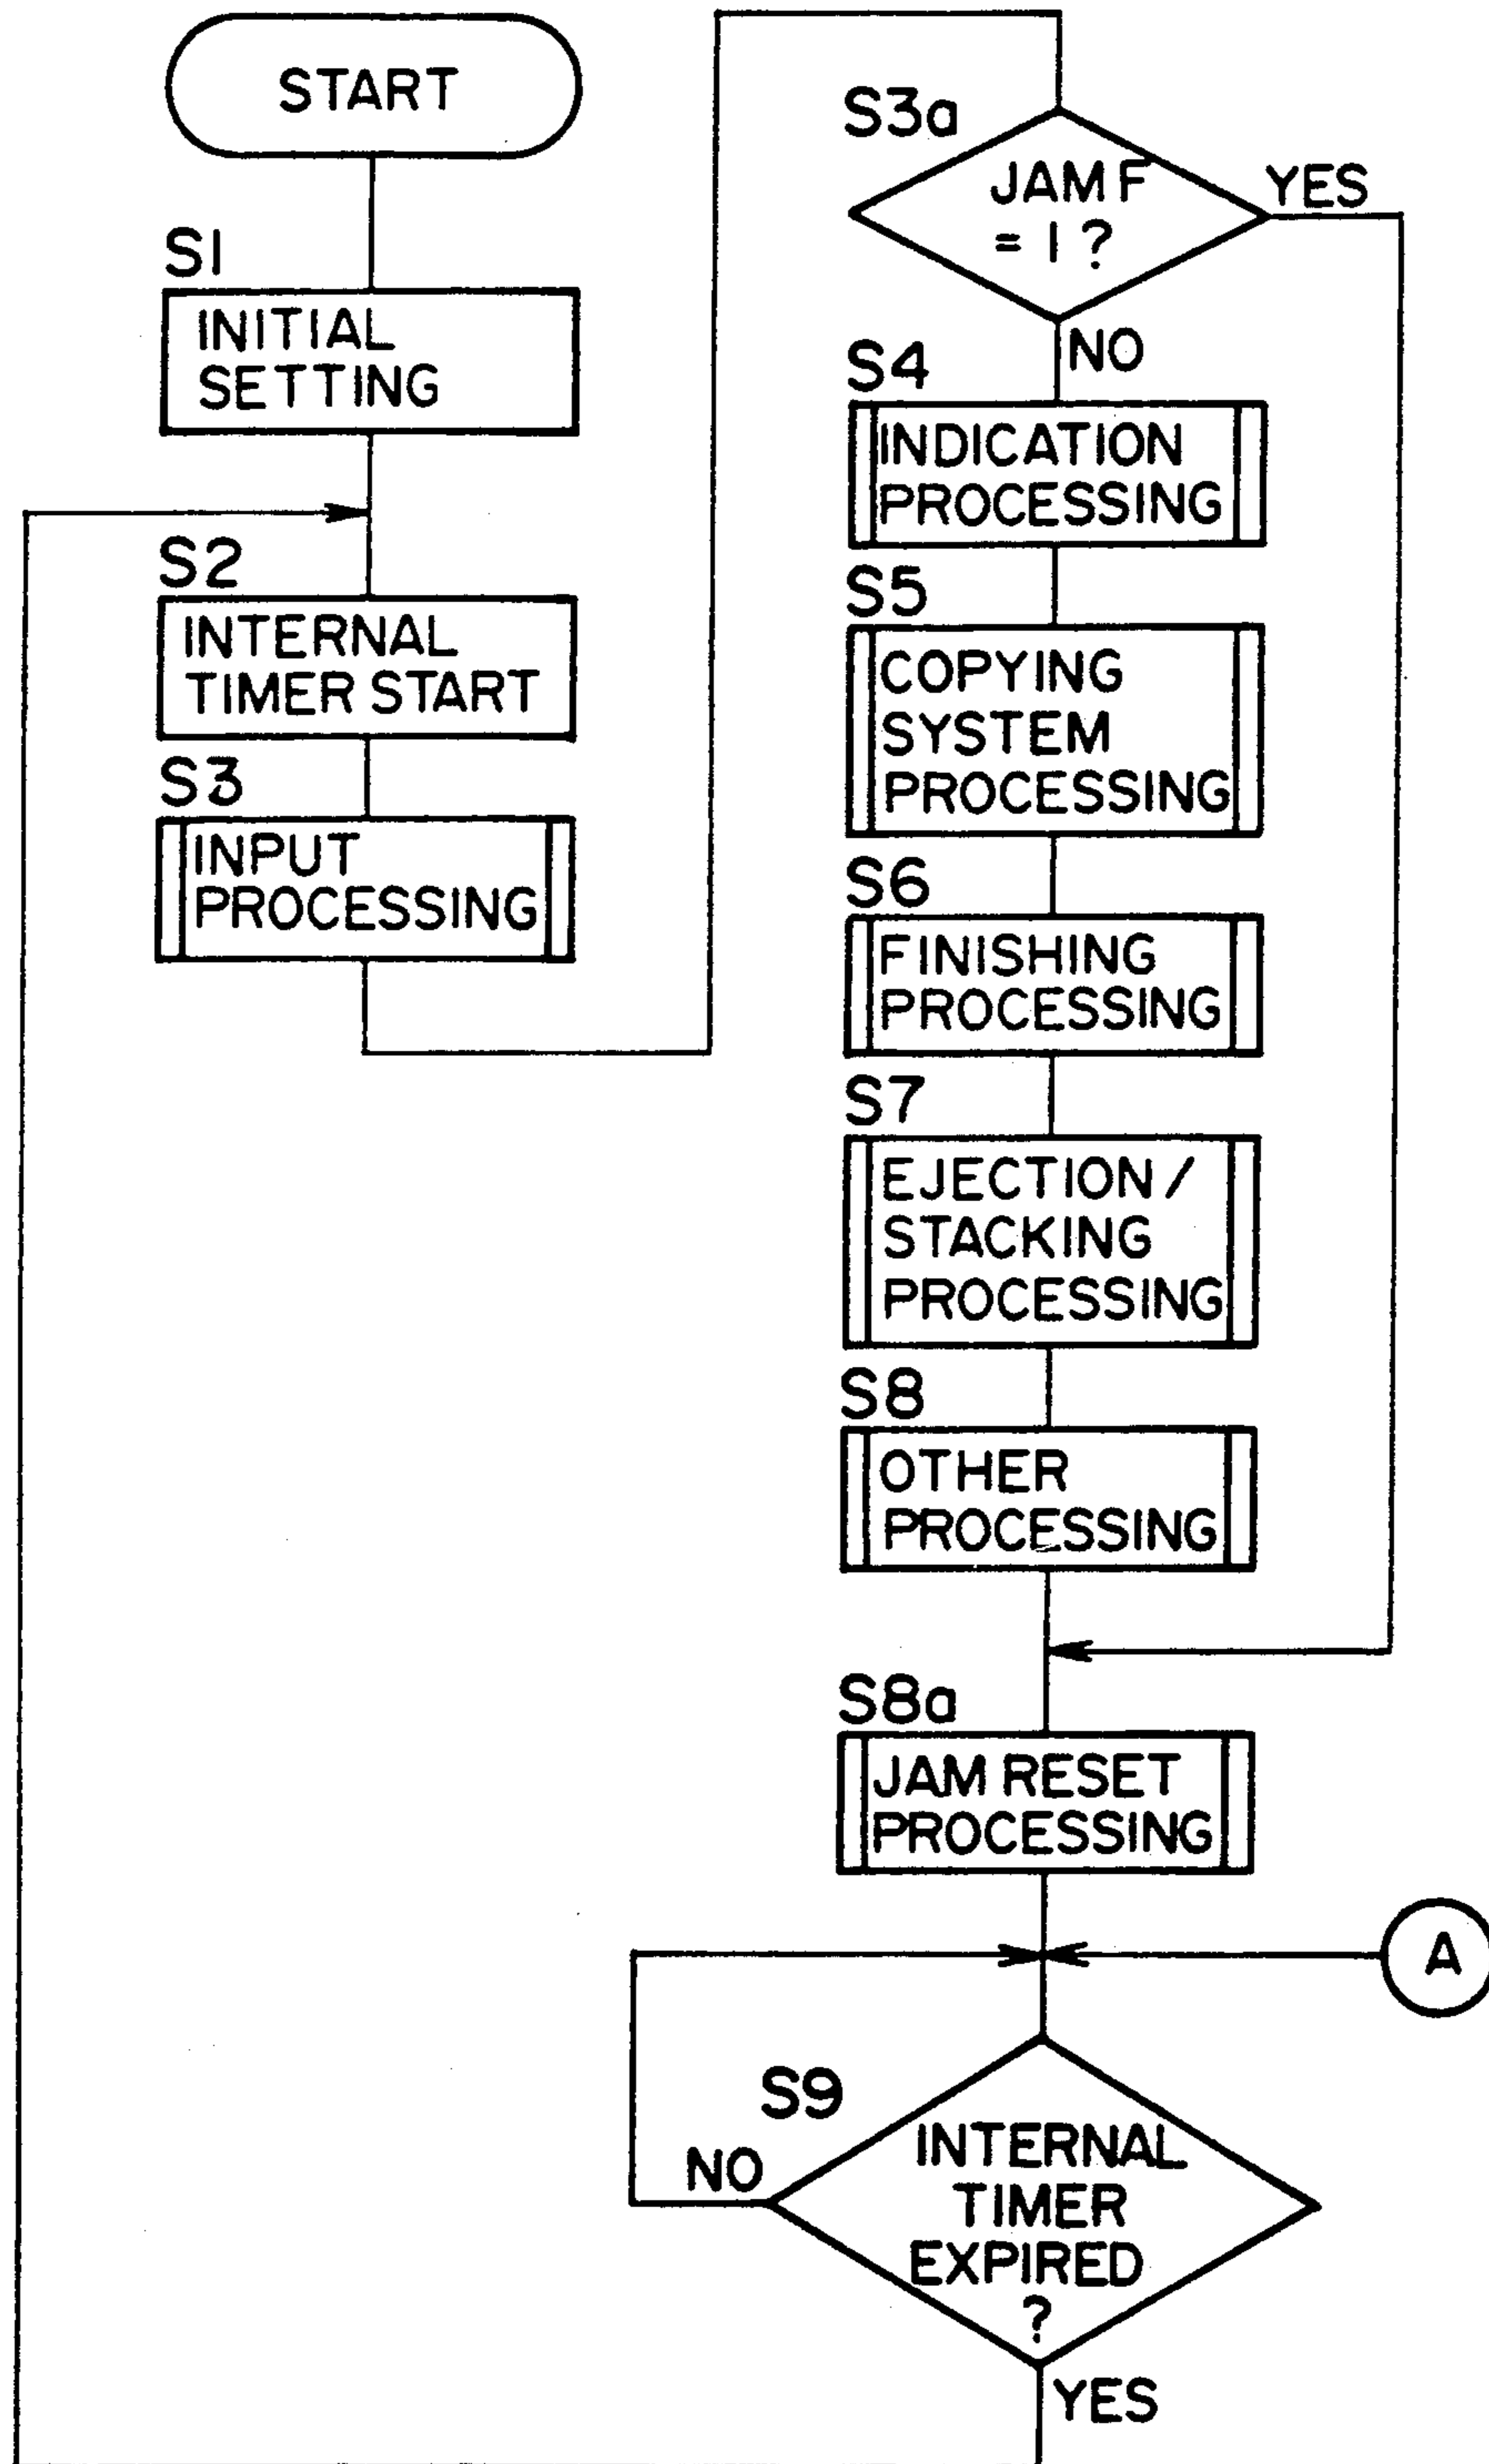 START
S1
INITIAL
SETTING
S2
INTERNAL
TIMER START
S3
INPUT
PROCESSING
S3a
JAM F
= 1 ?
YES
NO
S4
INDICATION
PROCESSING
S5
COPYING
SYSTEM
PROCESSING
S6
FINISHING
PROCESSING
S7
EJECTION /
STACKING
PROCESSING
S8
OTHER
PROCESSING
S8a
JAM RESET
PROCESSING
A
S9
NO
INTERNAL
TIMER
EXPIRED
?
YES